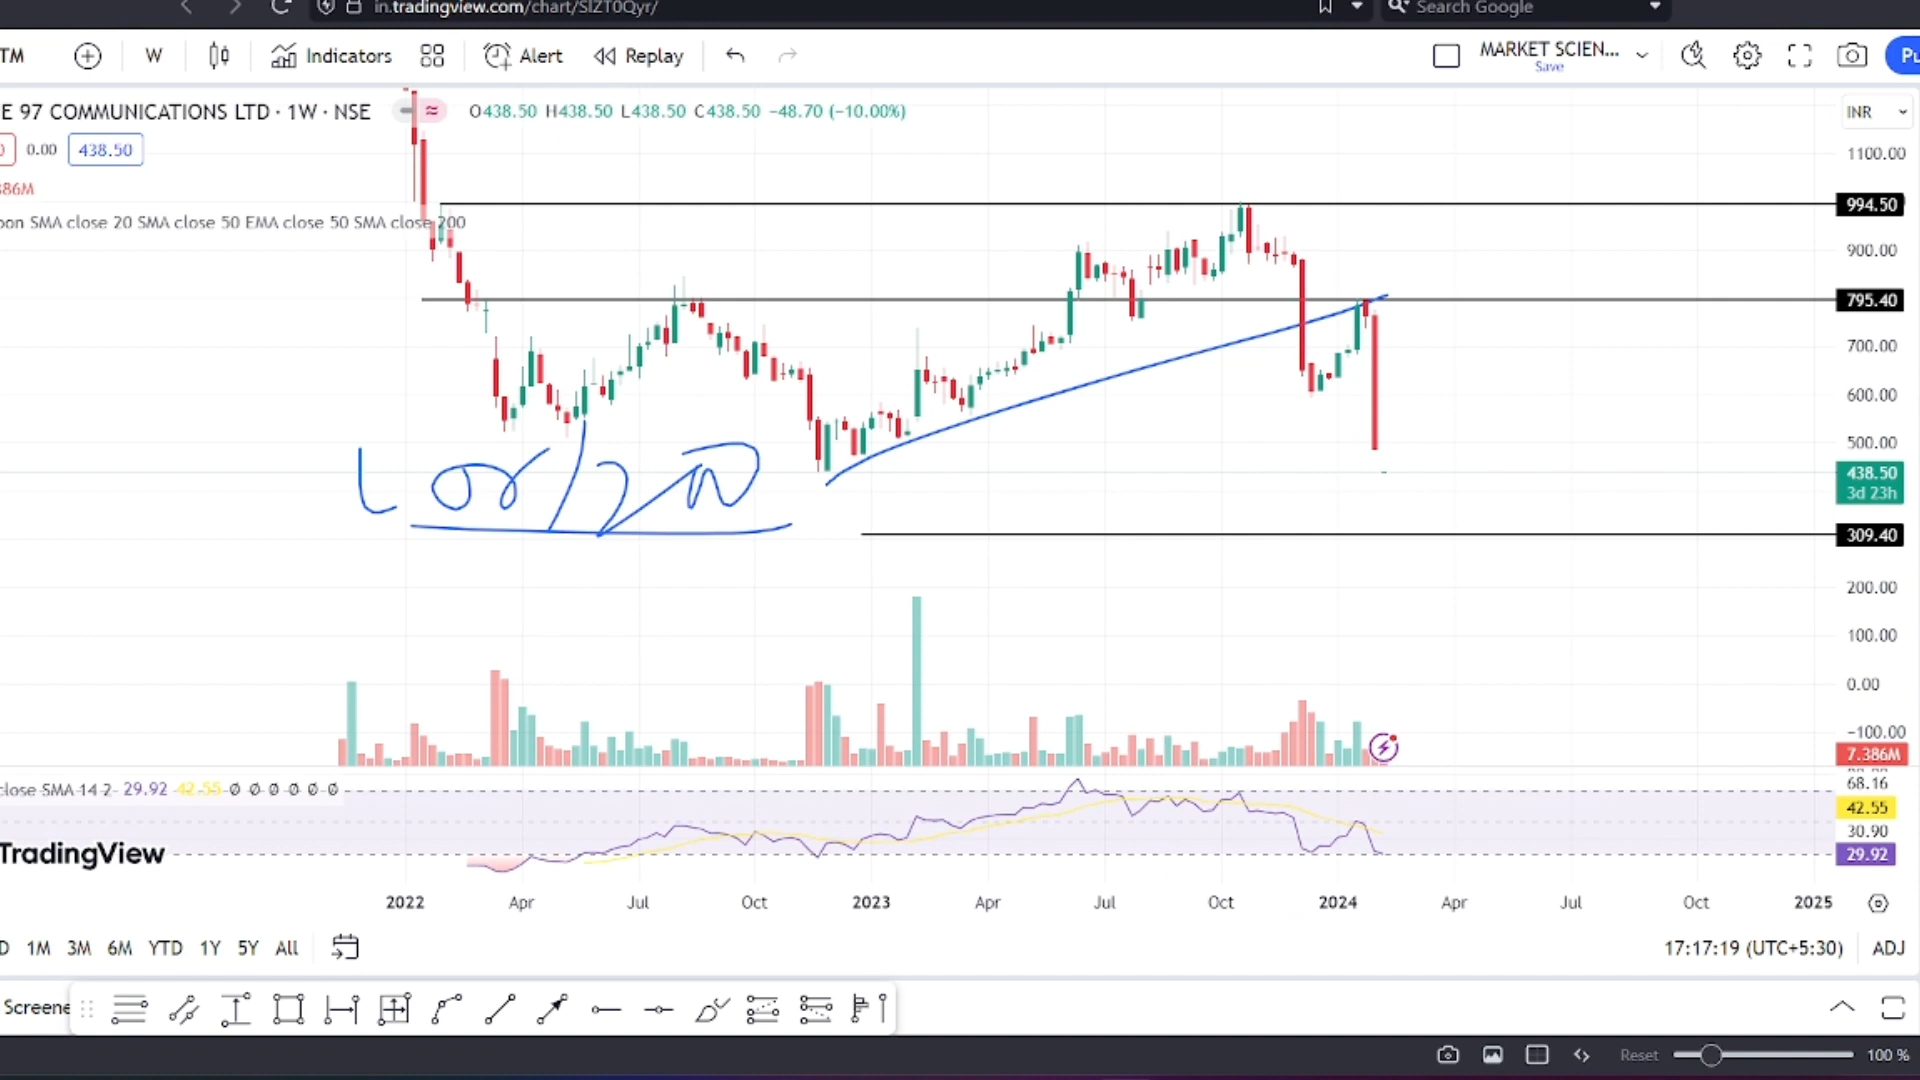 in.tradingview.com/chart/SlZT0Qyr/
Search Google
TM
W
Indicators
Alert
Replay
MARKET SCIEN...
Save
Pu
E 97 COMMUNICATIONS LTD · 1W · NSE
O438.50 H438.50 L438.50 C438.50 −48.70 (−10.00%)
INR
0.00
438.50
386M
SMA close 20 SMA close 50 EMA close 50 SMA close 200
1100.00
994.50
900.00
795.40
700.00
600.00
500.00
438.50
3d 23h
309.40
200.00
100.00
0.00
−100.00
7.386M
close SMA 14 2 29.92 42.55 Ø Ø Ø Ø Ø Ø
68.16
42.55
30.90
29.92
TradingView
2022 Apr Jul Oct 2023 Apr Jul Oct 2024 Apr Jul Oct 2025
D 1M 3M 6M YTD 1Y 5Y All
17:17:19 (UTC+5:30) ADJ
Screene
Reset
100 %